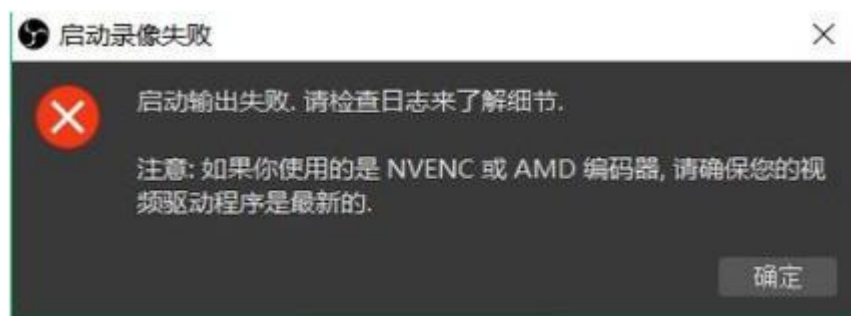 启动录像失败
启动输出失败. 请检查日志来了解细节.
注意: 如果你使用的是 NVENC 或 AMD 编码器, 请确保您的视
频驱动程序是最新的.
确定